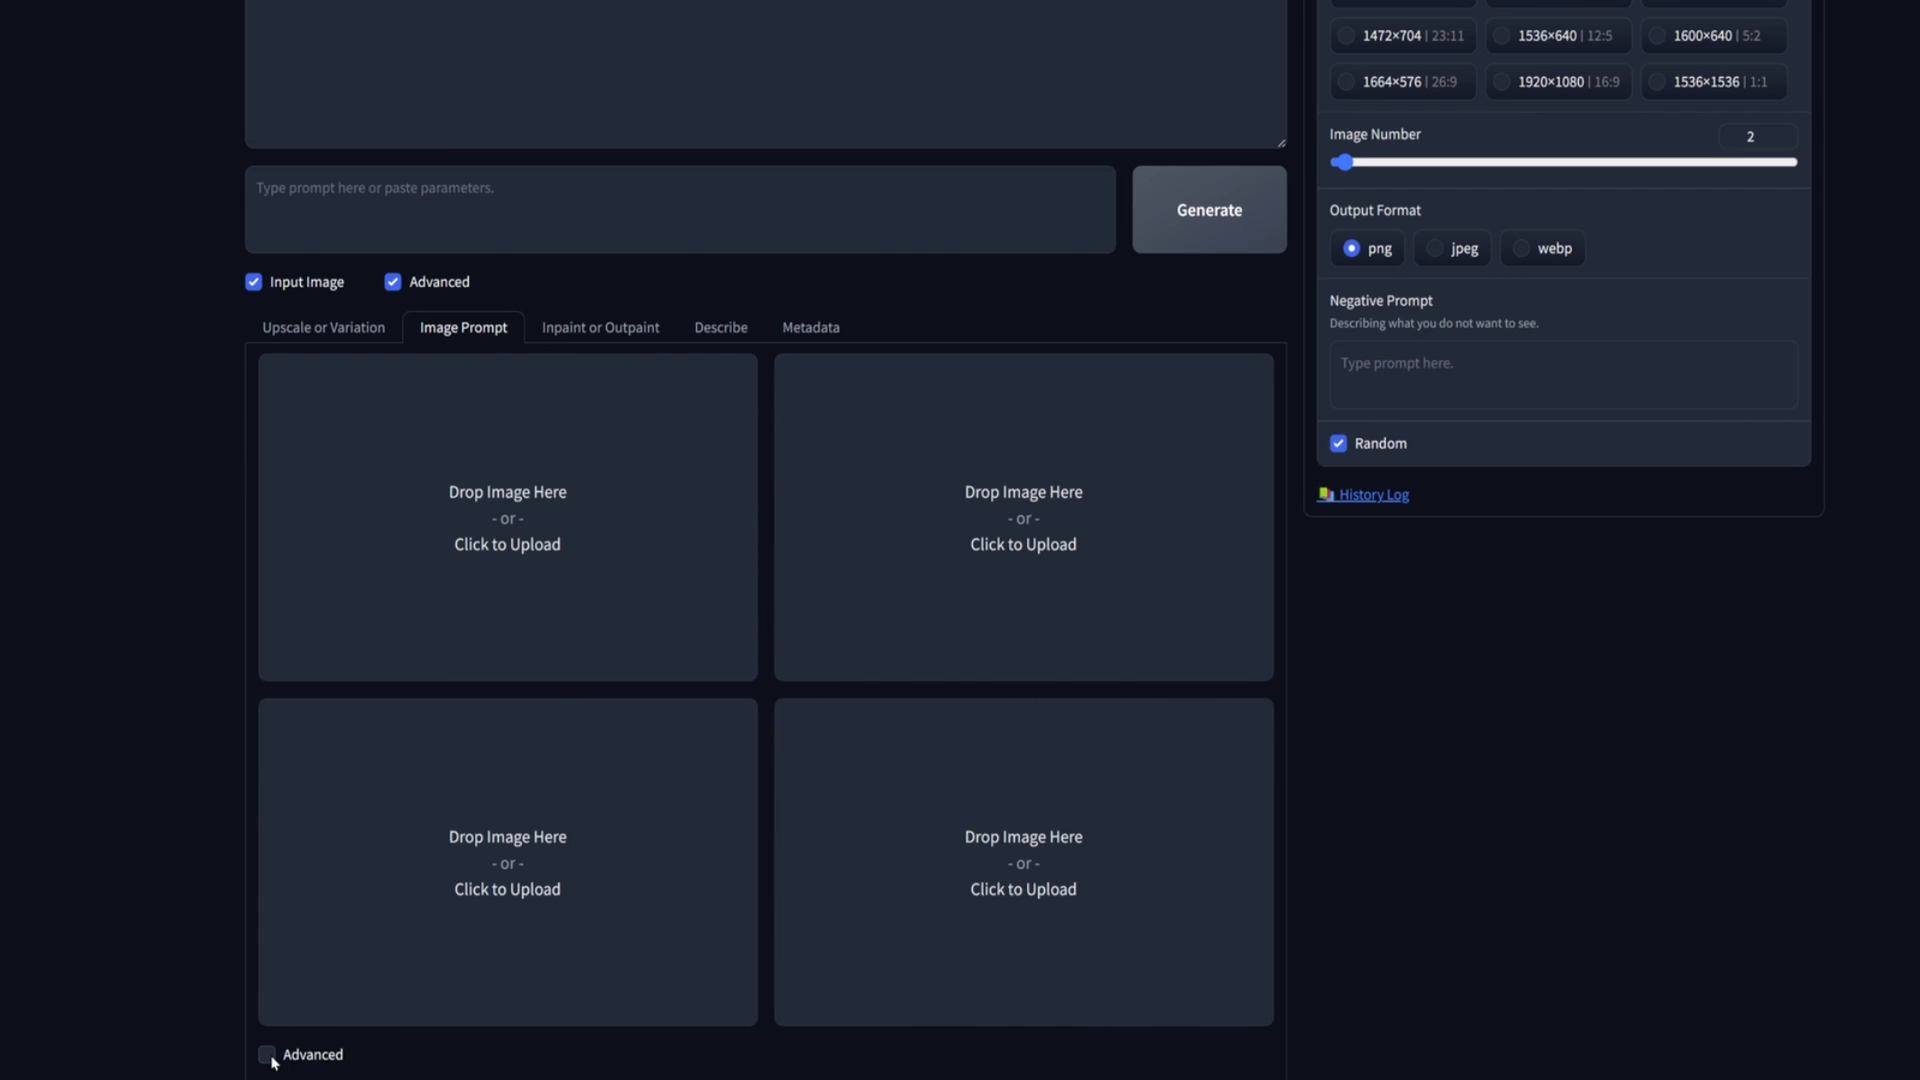 1472×704 | 23:11
1536×640 | 12:5
1600×640 | 5:2
1664×576 | 26:9
1920×1080 | 16:9
1536×1536 | 1:1
Image Number
2
Type prompt here or paste parameters.
Generate
Output Format
png
jpeg
webp
Input Image
Advanced
Negative Prompt
Describing what you do not want to see.
Type prompt here.
Upscale or Variation
Image Prompt
Inpaint or Outpaint
Describe
Metadata
Random
History Log
Drop Image Here
- or -
Click to Upload
Drop Image Here
- or -
Click to Upload
Drop Image Here
- or -
Click to Upload
Drop Image Here
- or -
Click to Upload
Advanced